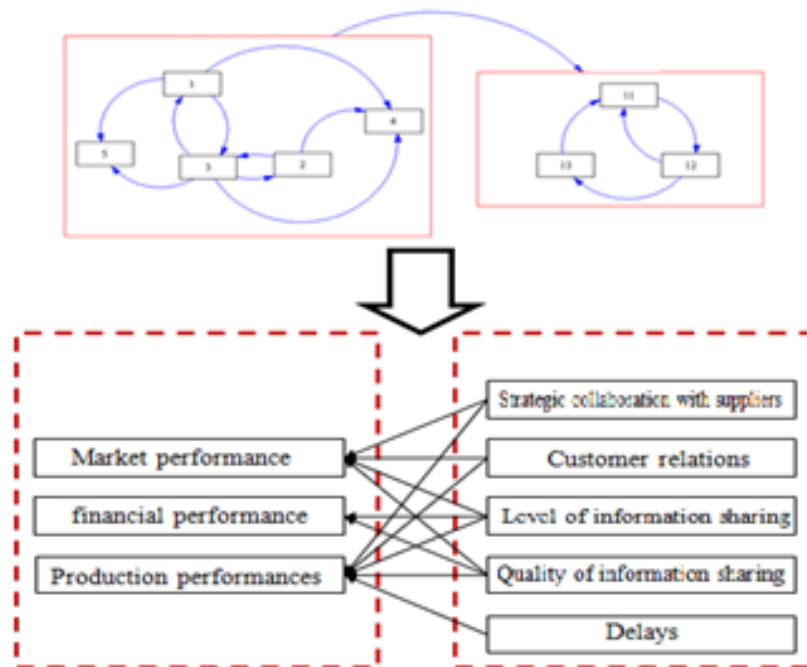 1
11
4
5
3
2
13
12
Strategic collaboration with suppliers
Market performance
Customer relations
financial performance
Level of information sharing
Production performances
Quality of information sharing
Delays